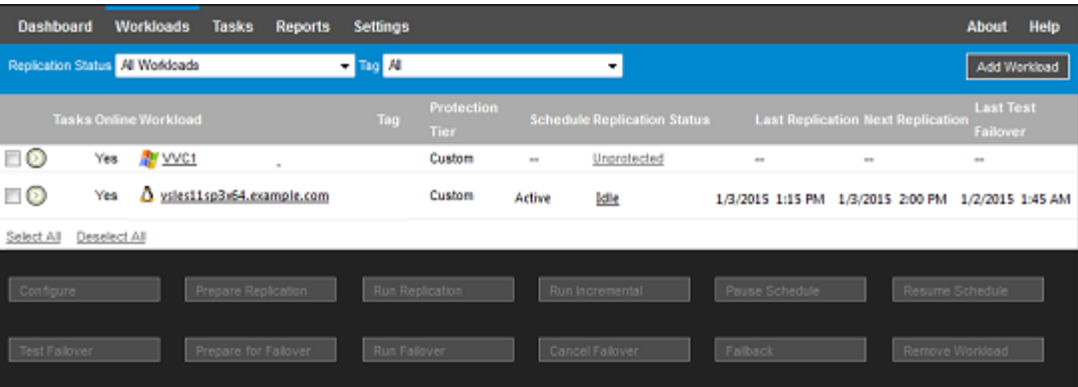 Dashboard Workloads Tasks Reports Settings About Help
Replication Status All Workloads Tag All Add Workload
Tasks Online Workload Tag Protection Tier Schedule Replication Status Last Replication Next Replication Last Test Failover
Yes VVC1 . Custom -- Unprotected -- -- --
Yes vsles11sp3x64.example.com Custom Active Idle 1/3/2015 1:15 PM 1/3/2015 2:00 PM 1/2/2015 1:45 AM
Select All Deselect All
Configure Prepare Replication Run Replication Run Incremental Pause Schedule Resume Schedule
Test Failover Prepare for Failover Run Failover Cancel Failover Failback Remove Workload